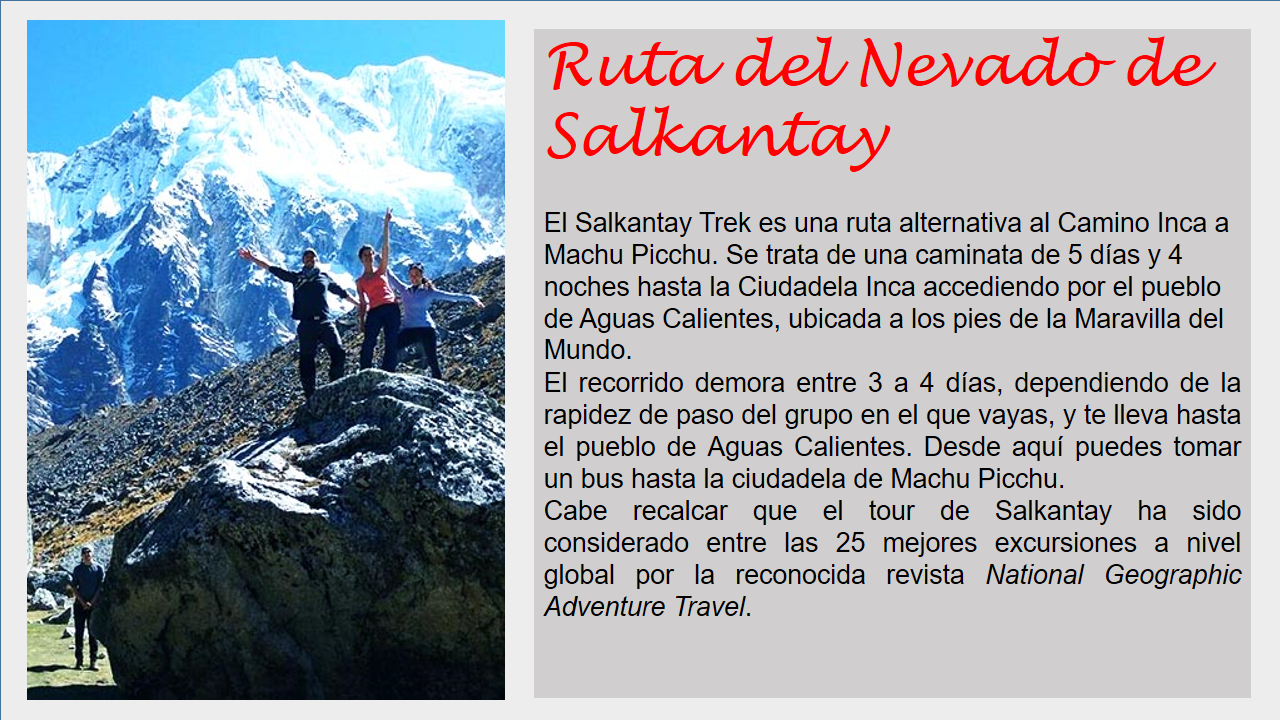 Ruta del Nevado de
Salkantay
El Salkantay Trek es una ruta alternativa al Camino Inca a
Machu Picchu. Se trata de una caminata de 5 días y 4
noches hasta la Ciudadela Inca accediendo por el pueblo
de Aguas Calientes, ubicada a los pies de la Maravilla del
Mundo.
El recorrido demora entre 3 a 4 días, dependiendo de la
rapidez de paso del grupo en el que vayas, y te lleva hasta
el pueblo de Aguas Calientes. Desde aquí puedes tomar
un bus hasta la ciudadela de Machu Picchu.
Cabe recalcar que el tour de Salkantay ha sido
considerado entre las 25 mejores excursiones a nivel
global por la reconocida revista National Geographic
Adventure Travel.